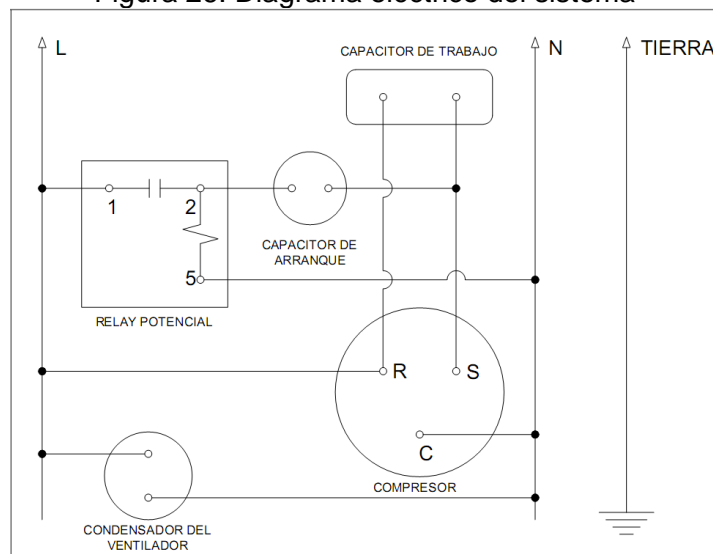 Figura Diagrama eléctrico del sistema
L
CAPACITOR DE TRABAJO
N
TIERRA
1
2
CAPACITOR DE
ARRANQUE
5
RELAY POTENCIAL
R
S
C
COMPRESOR
CONDENSADOR DEL
VENTILADOR